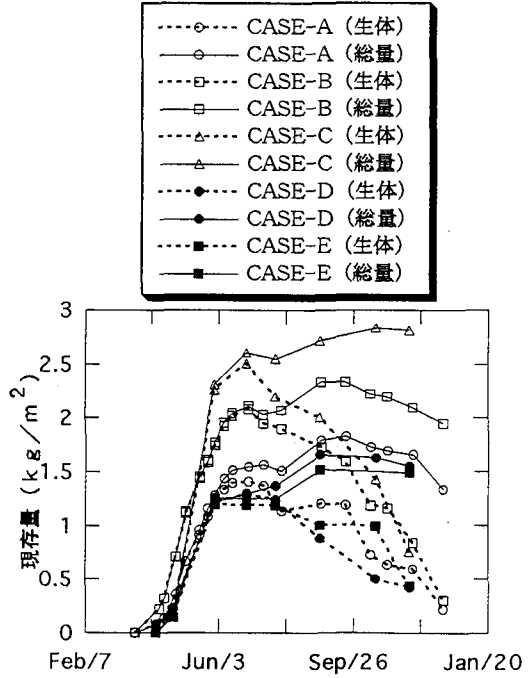 CASE-A (生体)
CASE-A (総量)
CASE-B (生体)
CASE-B (総量)
CASE-C (生体)
CASE-C (総量)
CASE-D (生体)
CASE-D (総量)
CASE-E (生体)
CASE-E (総量)
現存量 (kg/m²)
3
2.5
2
1.5
1
0.5
0
Feb/7 Jun/3 Sep/26 Jan/20